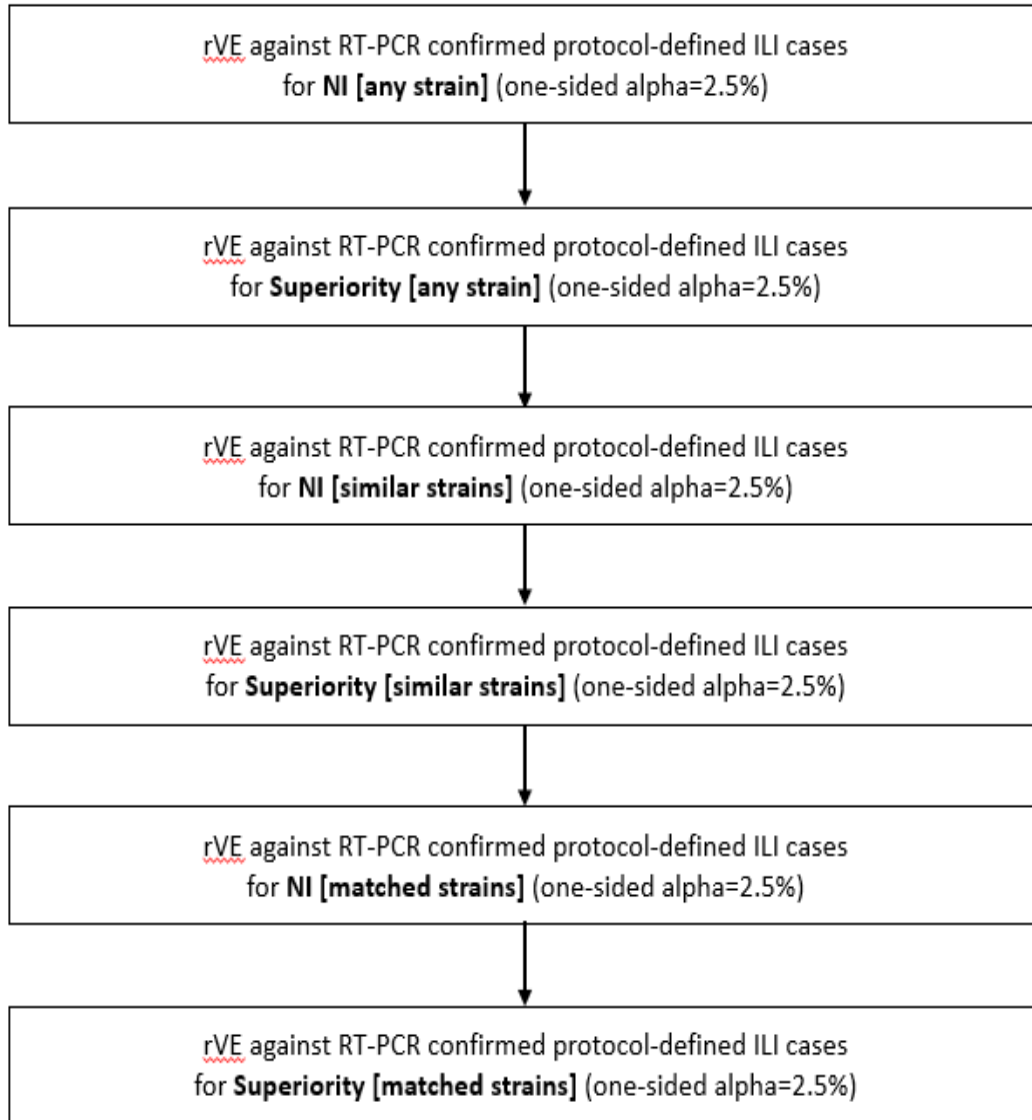 rVE against RT-PCR confirmed protocol-defined ILI cases
for NI [any strain] (one-sided alpha=2.5%)
rVE against RT-PCR confirmed protocol-defined ILI cases
for Superiority [any strain] (one-sided alpha=2.5%)
rVE against RT-PCR confirmed protocol-defined ILI cases
for NI [similar strains] (one-sided alpha=2.5%)
rVE against RT-PCR confirmed protocol-defined ILI cases
for Superiority [similar strains] (one-sided alpha=2.5%)
rVE against RT-PCR confirmed protocol-defined ILI cases
for NI [matched strains] (one-sided alpha=2.5%)
rVE against RT-PCR confirmed protocol-defined ILI cases
for Superiority [matched strains] (one-sided alpha=2.5%)